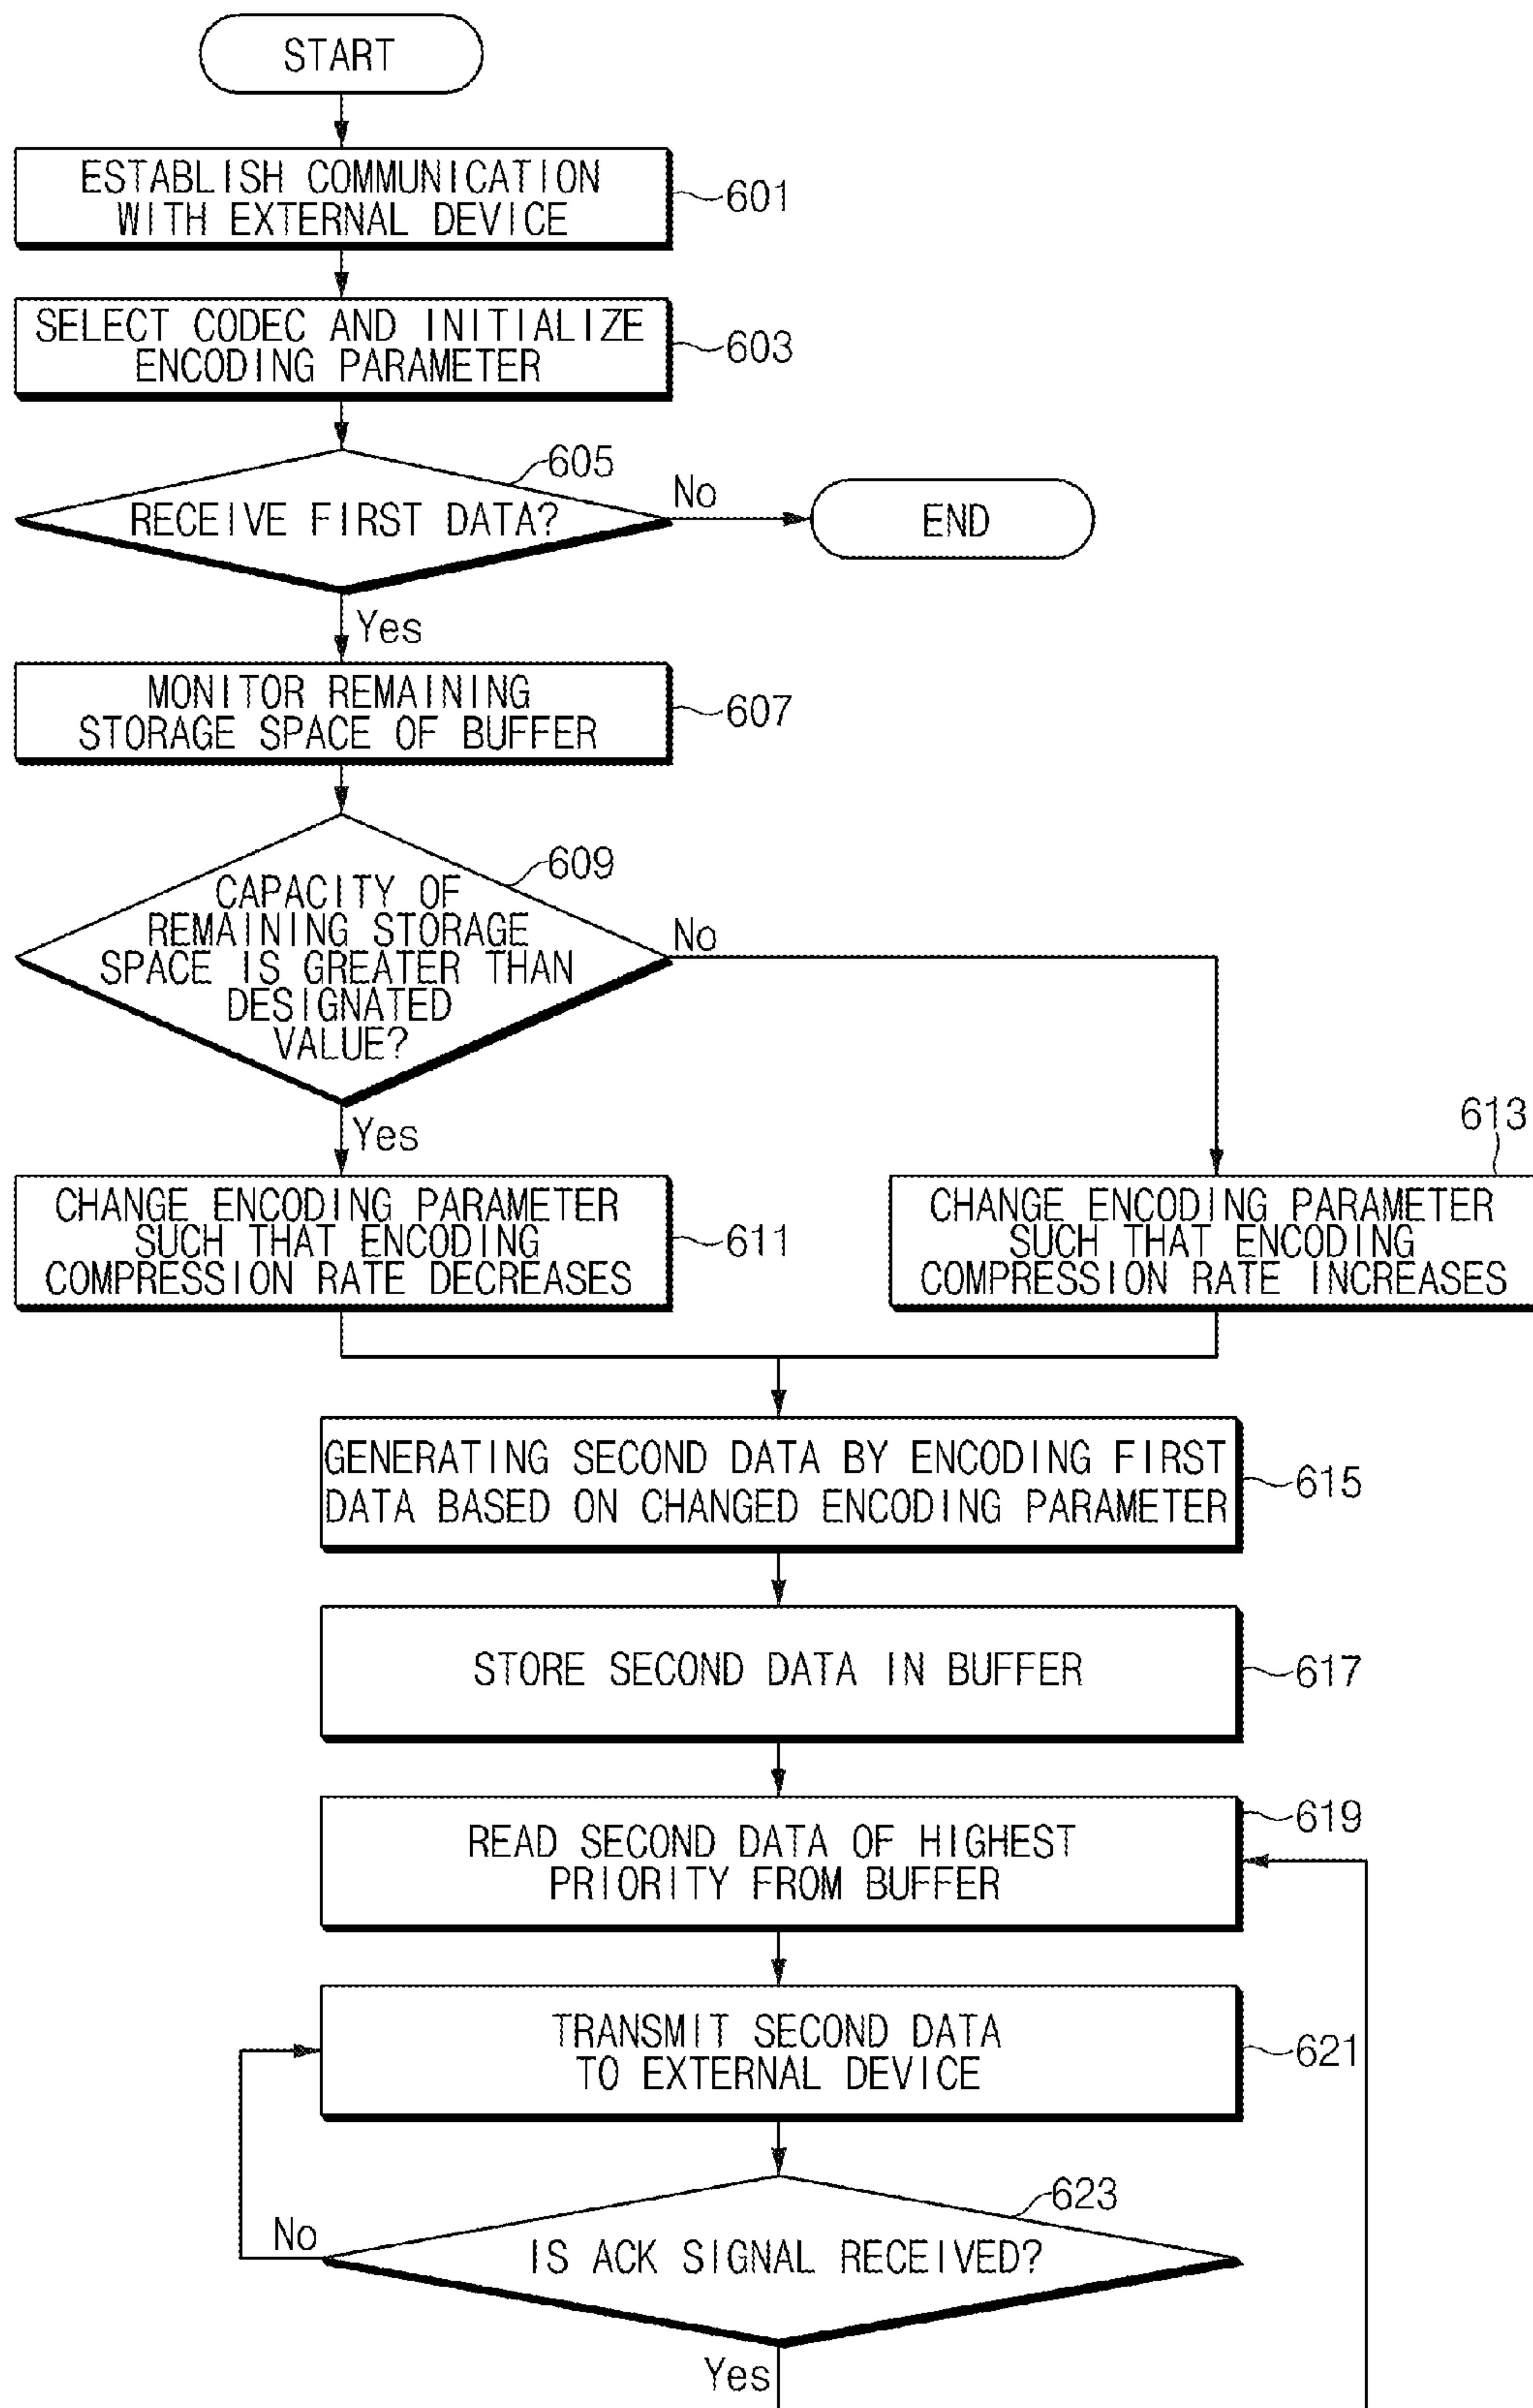 START
ESTABLISH COMMUNICATION
WITH EXTERNAL DEVICE
601
SELECT CODEC AND INITIALIZE
ENCODING PARAMETER
603
605
RECEIVE FIRST DATA?
No
END
Yes
MONITOR REMAINING
STORAGE SPACE OF BUFFER
607
609
CAPACITY OF
REMAINING STORAGE
SPACE IS GREATER THAN
DESIGNATED
VALUE?
No
Yes
613
CHANGE ENCODING PARAMETER
SUCH THAT ENCODING
COMPRESSION RATE DECREASES
611
CHANGE ENCODING PARAMETER
SUCH THAT ENCODING
COMPRESSION RATE INCREASES
GENERATING SECOND DATA BY ENCODING FIRST
DATA BASED ON CHANGED ENCODING PARAMETER
615
STORE SECOND DATA IN BUFFER
617
READ SECOND DATA OF HIGHEST
PRIORITY FROM BUFFER
619
TRANSMIT SECOND DATA
TO EXTERNAL DEVICE
621
623
IS ACK SIGNAL RECEIVED?
No
Yes